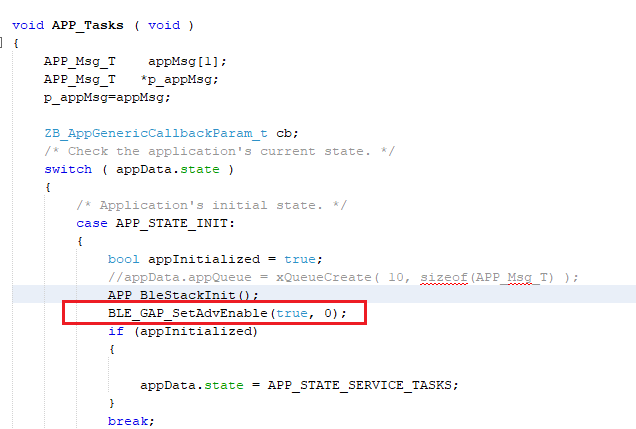 void APP_Tasks ( void )
{
APP_Msg_T    appMsg[1];
APP_Msg_T   *p_appMsg;
p_appMsg=appMsg;
ZB_AppGenericCallbackParam_t cb;
/* Check the application's current state. */
switch ( appData.state )
{
/* Application's initial state. */
case APP_STATE_INIT:
{
bool appInitialized = true;
//appData.appQueue = xQueueCreate( 10, sizeof(APP_Msg_T) );
APP_BleStackInit();
BLE_GAP_SetAdvEnable(true, 0);
if (appInitialized)
{
appData.state = APP_STATE_SERVICE_TASKS;
}
break;